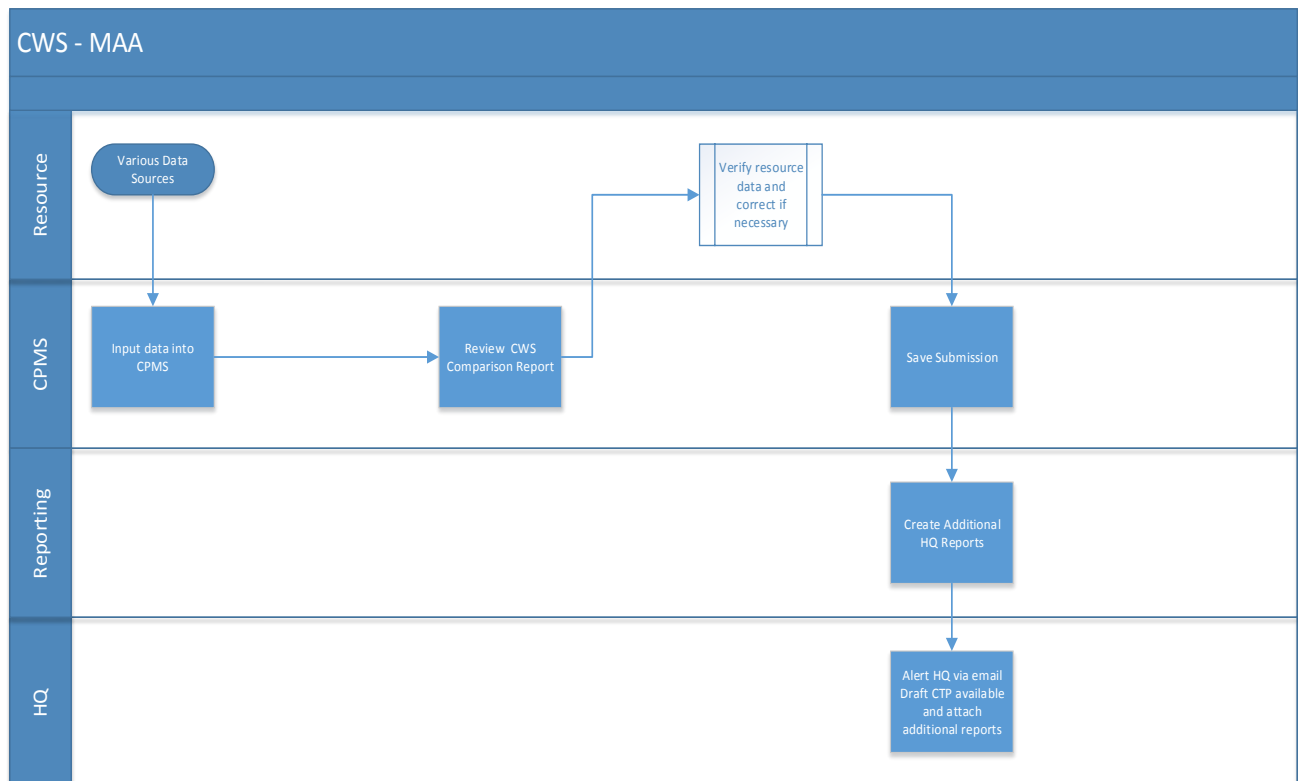 CWS - MAA
Resource
Various Data
Sources
Verify resource
data and
correct if
necessary
CPMS
Input data into
CPMS
Review CWS
Comparison Report
Save Submission
Reporting
Create Additional
HQ Reports
HQ
Alert HQ via email
Draft CTP available
and attach
additional reports